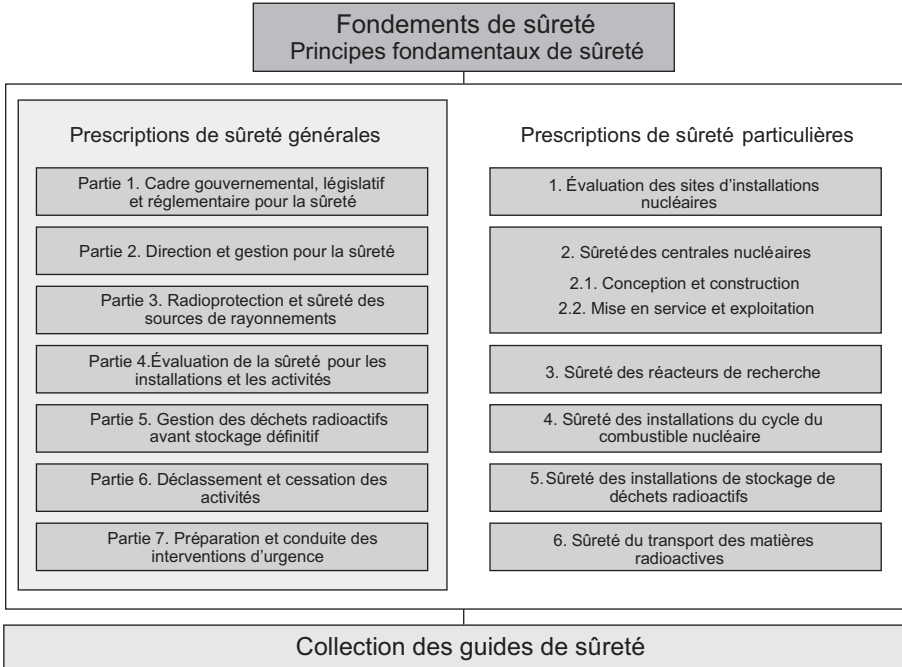 Fondements de sûreté
Principes fondamentaux de sûreté
Prescriptions de sûreté générales
Partie 1. Cadre gouvernemental, législatif
et réglementaire pour la sûreté
Partie 2. Direction et gestion pour la sûreté
Partie 3. Radioprotection et sûreté des
sources de rayonnements
Partie 4.Évaluation de la sûreté pour les
installations et les activités
Partie 5. Gestion des déchets radioactifs
avant stockage définitif
Partie 6. Déclassement et cessation des
activités
Partie 7. Préparation et conduite des
interventions d'urgence
Prescriptions de sûreté particulières
1. Évaluation des sites d'installations
nucléaires
2. Sûreté des centrales nucléaires
2.1. Conception et construction
2.2. Mise en service et exploitation
3. Sûreté des réacteurs de recherche
4. Sûreté des installations du cycle du
combustible nucléaire
5. Sûreté des installations de stockage de
déchets radioactifs
6. Sûreté du transport des matières
radioactives
Collection des guides de sûreté